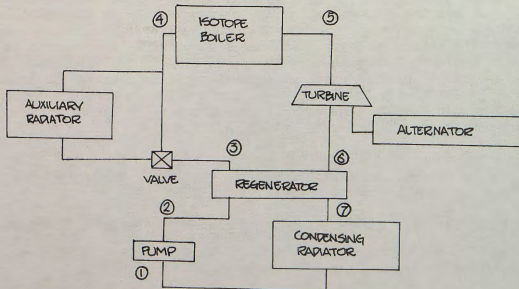 ④
ISOTOPE
BOILER
⑤
AUXILIARY
RADIATOR
TURBINE
ALTERNATOR
③
⑥
VALVE
REGENERATOR
②
⑦
PUMP
CONDENSING
RADIATOR
①